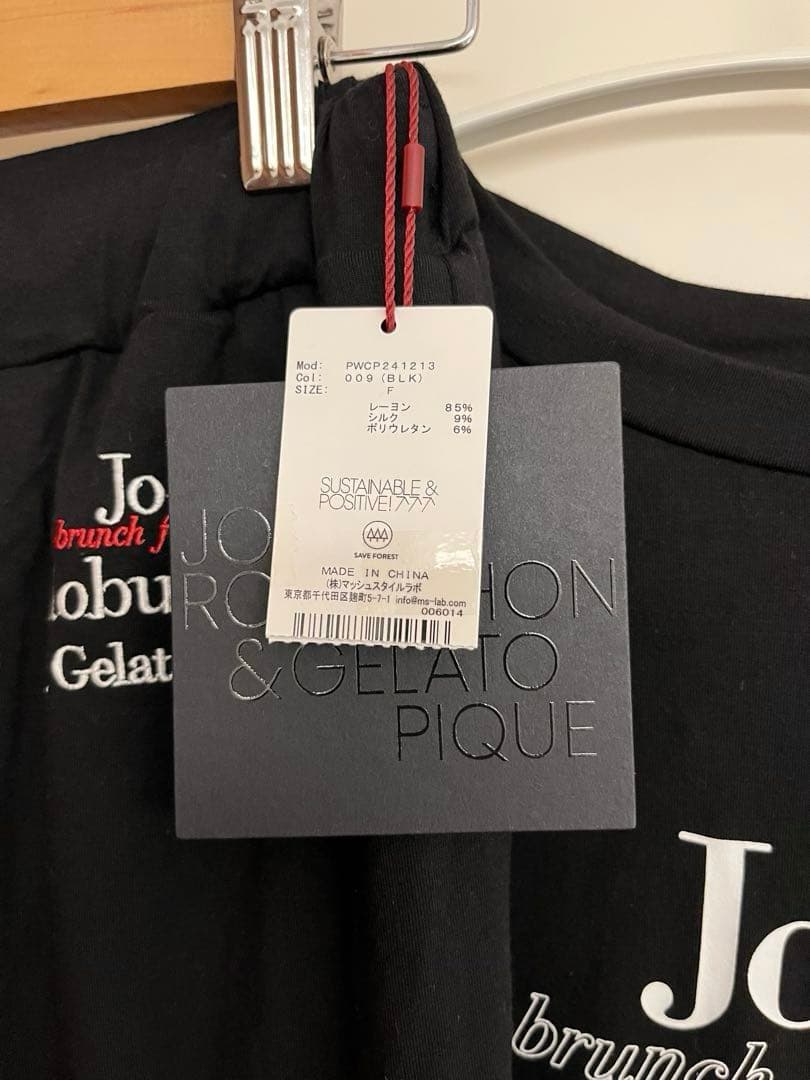 Mod: PWCP241213
Col: 009 (BLK)
SIZE: F
レーヨン 85%
シルク 9%
ポリウレタン 6%
SUSTAINABLE &
POSITIVE!
SAVE FOREST
MADE IN CHINA
(株)マッシュスタイルラボ
東京都千代田区麹町5-7-1 info@ms-lab.com
006014
JO
RO HON
& GELATO
PIQUE
Jo
brunch f
obu
Gelat
Jo
brunch